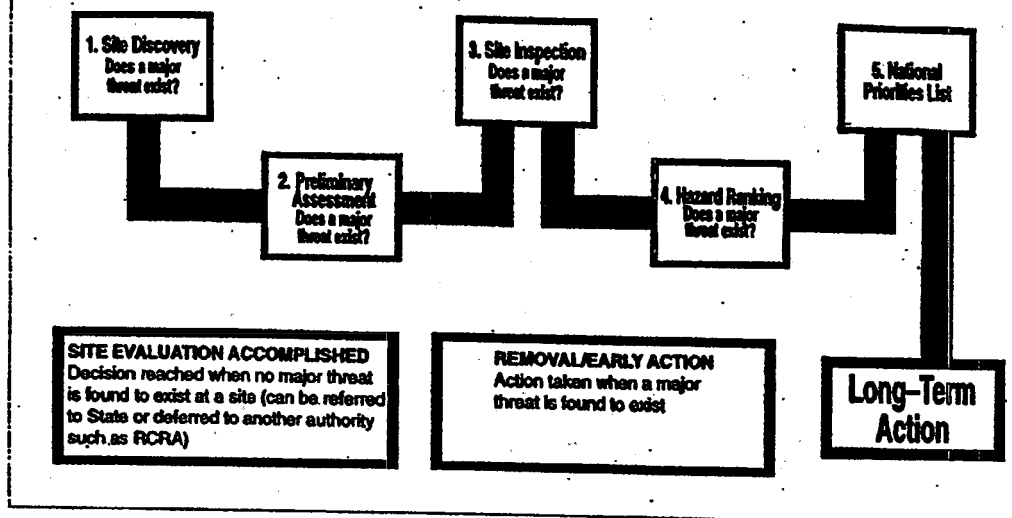 1. Site Discovery
Does a major
threat exist?
3. Site Inspection
Does a major
threat exist?
5. National
Priorities List
2. Preliminary
Assessment
Does a major
threat exist?
4. Hazard Ranking
Does a major
threat exist?
SITE EVALUATION ACCOMPLISHED
Decision reached when no major threat
is found to exist at a site (can be referred
to State or deferred to another authority
such as RCRA)
REMOVAL/EARLY ACTION
Action taken when a major
threat is found to exist
Long-Term
Action